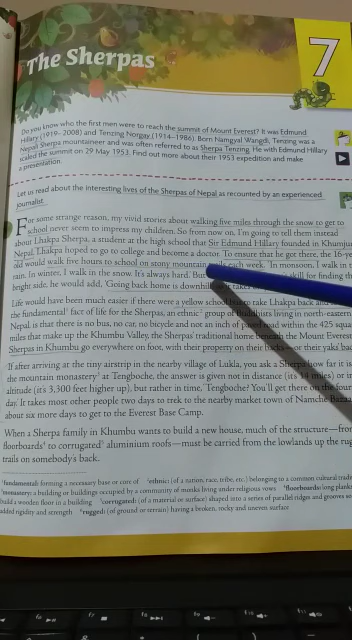 The Sherpas
7
Do you know who the first men were to reach the summit of Mount Everest? It was Edmund
Hillary (1919– 2008) and Tenzing Norgay (1914–1986). Born Namgyal Wangdi, Tenzing was a
Nepali Sherpa mountaineer and was often referred to as Sherpa Tenzing. He with Edmund Hillary
scaled the summit on 29 May 1953. Find out more about their 1953 expedition and make
a presentation.
Let us read about the interesting lives of the Sherpas of Nepal as recounted by an experienced
journalist.
For some strange reason, my vivid stories about walking five miles through the snow to get to
school never seem to impress my children. So from now on, I'm going to tell them instead
about Lhakpa Sherpa, a student at the high school that Sir Edmund Hillary founded in Khumjung
Nepal. Lhakpa hoped to go to college and become a doctor. To ensure that he got there, the 16-ye
old would walk five hours to school on stony mountain each week. 'In monsoon, I walk in t
rain. In winter, I walk in the snow. It's always hard. But skill for finding th
bright side, he would add, 'Going back home is downhill
Life would have been much easier if there were a yellow school bus to take Lhakpa back and
the fundamental¹ fact of life for the Sherpas, an ethnic² group of Buddhists living in north-eastern
Nepal is that there is no bus, no car, no bicycle and not an inch of paved road within the 425 squa
miles that make up the Khumbu Valley, the Sherpas' traditional home beneath the Mount Everest
Sherpas in Khumbu go everywhere on foot, with their property on their backs—or their yaks' bac
If after arriving at the tiny airstrip in the nearby village of Lukla, you ask a Sherpa how far it is
the mountain monastery³ at Tengboche, the answer is not given in distance (its miles) or i
altitude (it's 3,300 feet higher up), but rather in time, 'Tengboche? You'll get there on the four
day. It takes most other people two days to trek to the nearby market town of Namche Baza
about six more days to get to the Everest Base Camp.
When a Sherpa family in Khumbu wants to build a new house, much of the structure—from
floorboards⁴ to corrugated⁵ aluminium roofs—must be carried from the lowlands up the rug
trails on somebody's back.
¹fundamental: forming a necessary base or core of ²ethnic: (of a nation, race, tribe, etc.) belonging to a common cultural tradi
³monastery: a building or buildings occupied by a community of monks living under religious vows ⁴floorboards: long planks
build a wooden floor in a building ⁵corrugated: (of a material or surface) shaped into a series of parallel ridges and grooves so
added rigidity and strength ⁶rugged: (of ground or terrain) having a broken, rocky and uneven surface